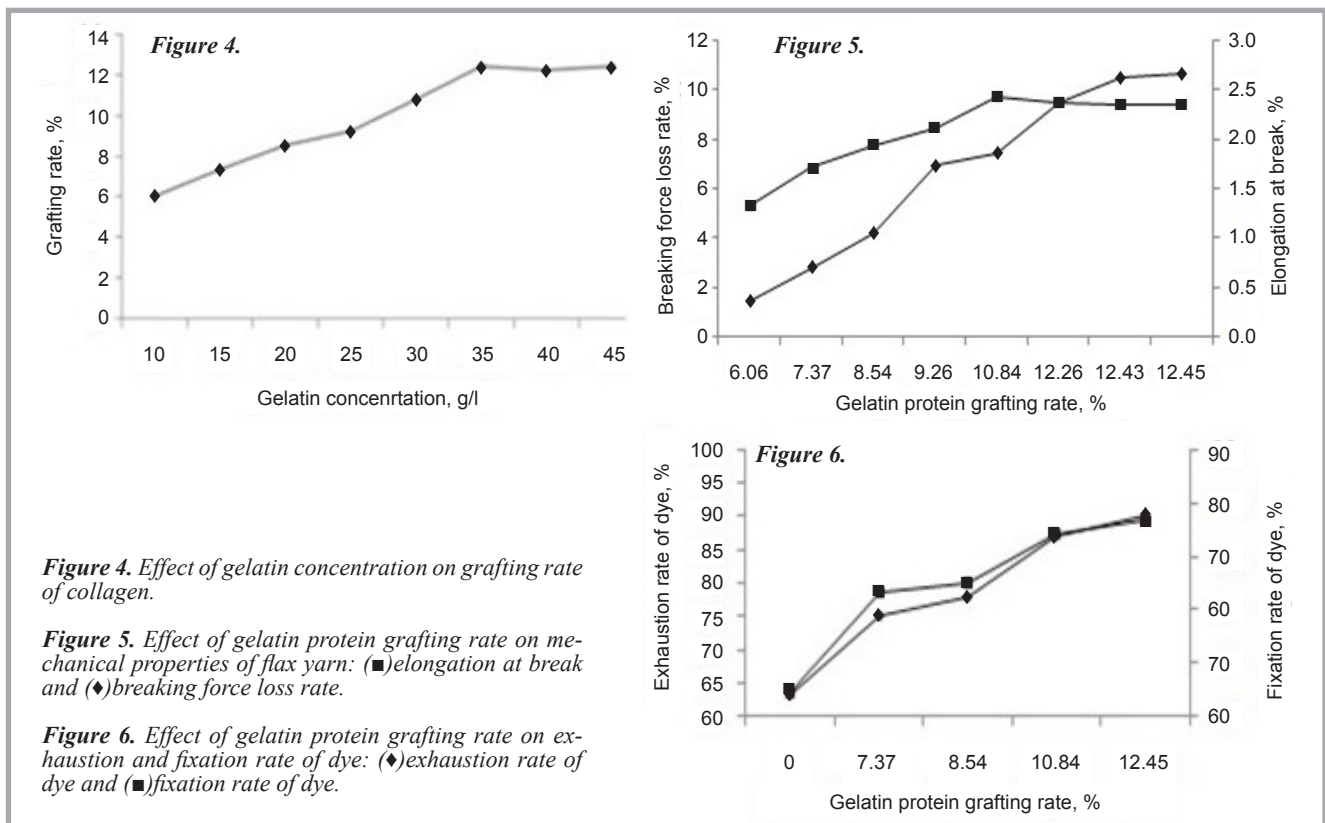 Figure 4.
14
12
10
8
6
4
2
0
Grafting rate, %
10 15 20 25 30 35 40 45
Gelatin concenrtation, g/l
Figure 5.
12
10
8
6
4
2
0
Breaking force loss rate, %
3.0
2.5
2.0
1.5
1.0
0.5
0.0
Elongation at break, %
6.06 7.37 8.54 9.26 10.84 12.26 12.43 12.45
Gelatin protein grafting rate, %
Figure 6.
100
95
90
85
80
75
70
65
60
Exhaustion rate of dye, %
90
80
70
60
70
60
Fixation rate of dye, %
0 7.37 8.54 10.84 12.45
Gelatin protein grafting rate, %
Figure 4. Effect of gelatin concentration on grafting rate
of collagen.
Figure 5. Effect of gelatin protein grafting rate on me-
chanical properties of flax yarn: (■)elongation at break
and (♦)breaking force loss rate.
Figure 6. Effect of gelatin protein grafting rate on ex-
haustion and fixation rate of dye: (♦)exhaustion rate of
dye and (■)fixation rate of dye.